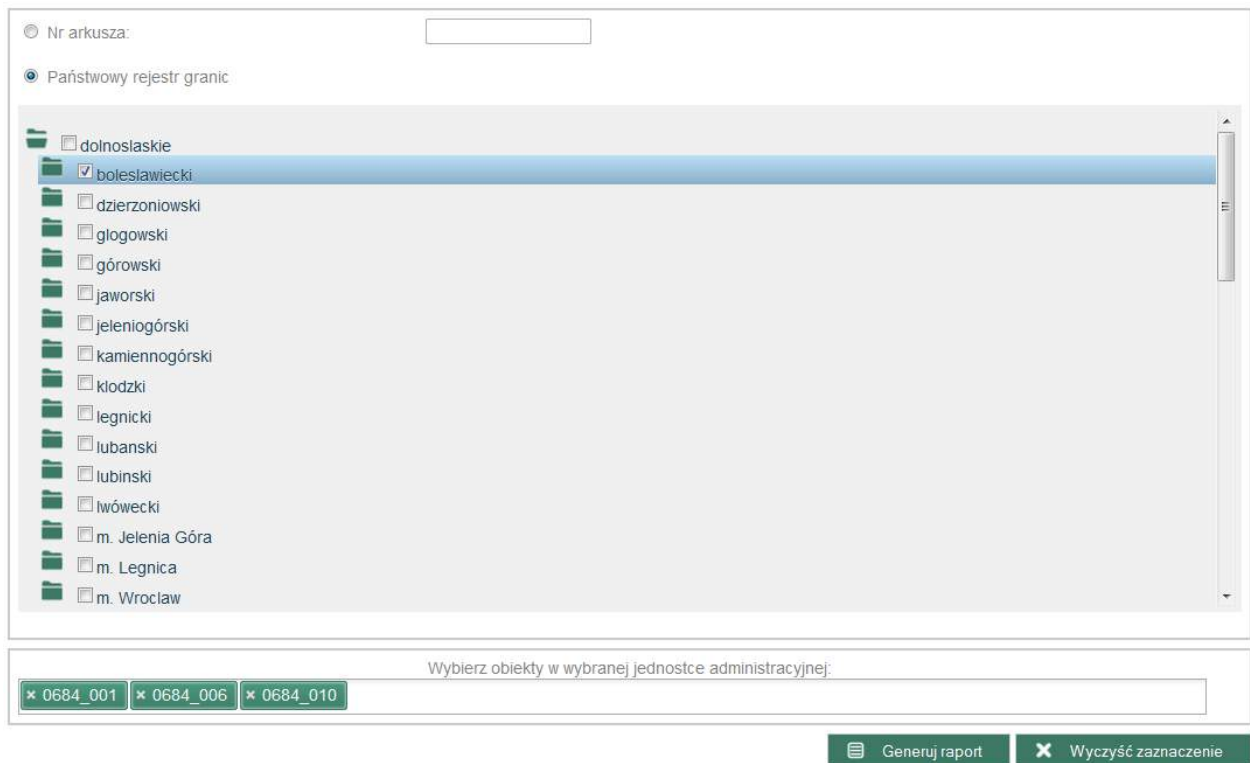 Nr arkusza:
Państwowy rejestr granic
dolnoslaskie
boleslawiecki
dzierzoniowski
glogowski
górowski
jaworski
jeleniogórski
kamiennogórski
klodzki
legnicki
lubanski
lubinski
lwówecki
m. Jelenia Góra
m. Legnica
m. Wroclaw
Wybierz obiekty w wybranej jednostce administracyjnej:
× 0684_001 × 0684_006 × 0684_010
Generuj raport Wyczyść zaznaczenie